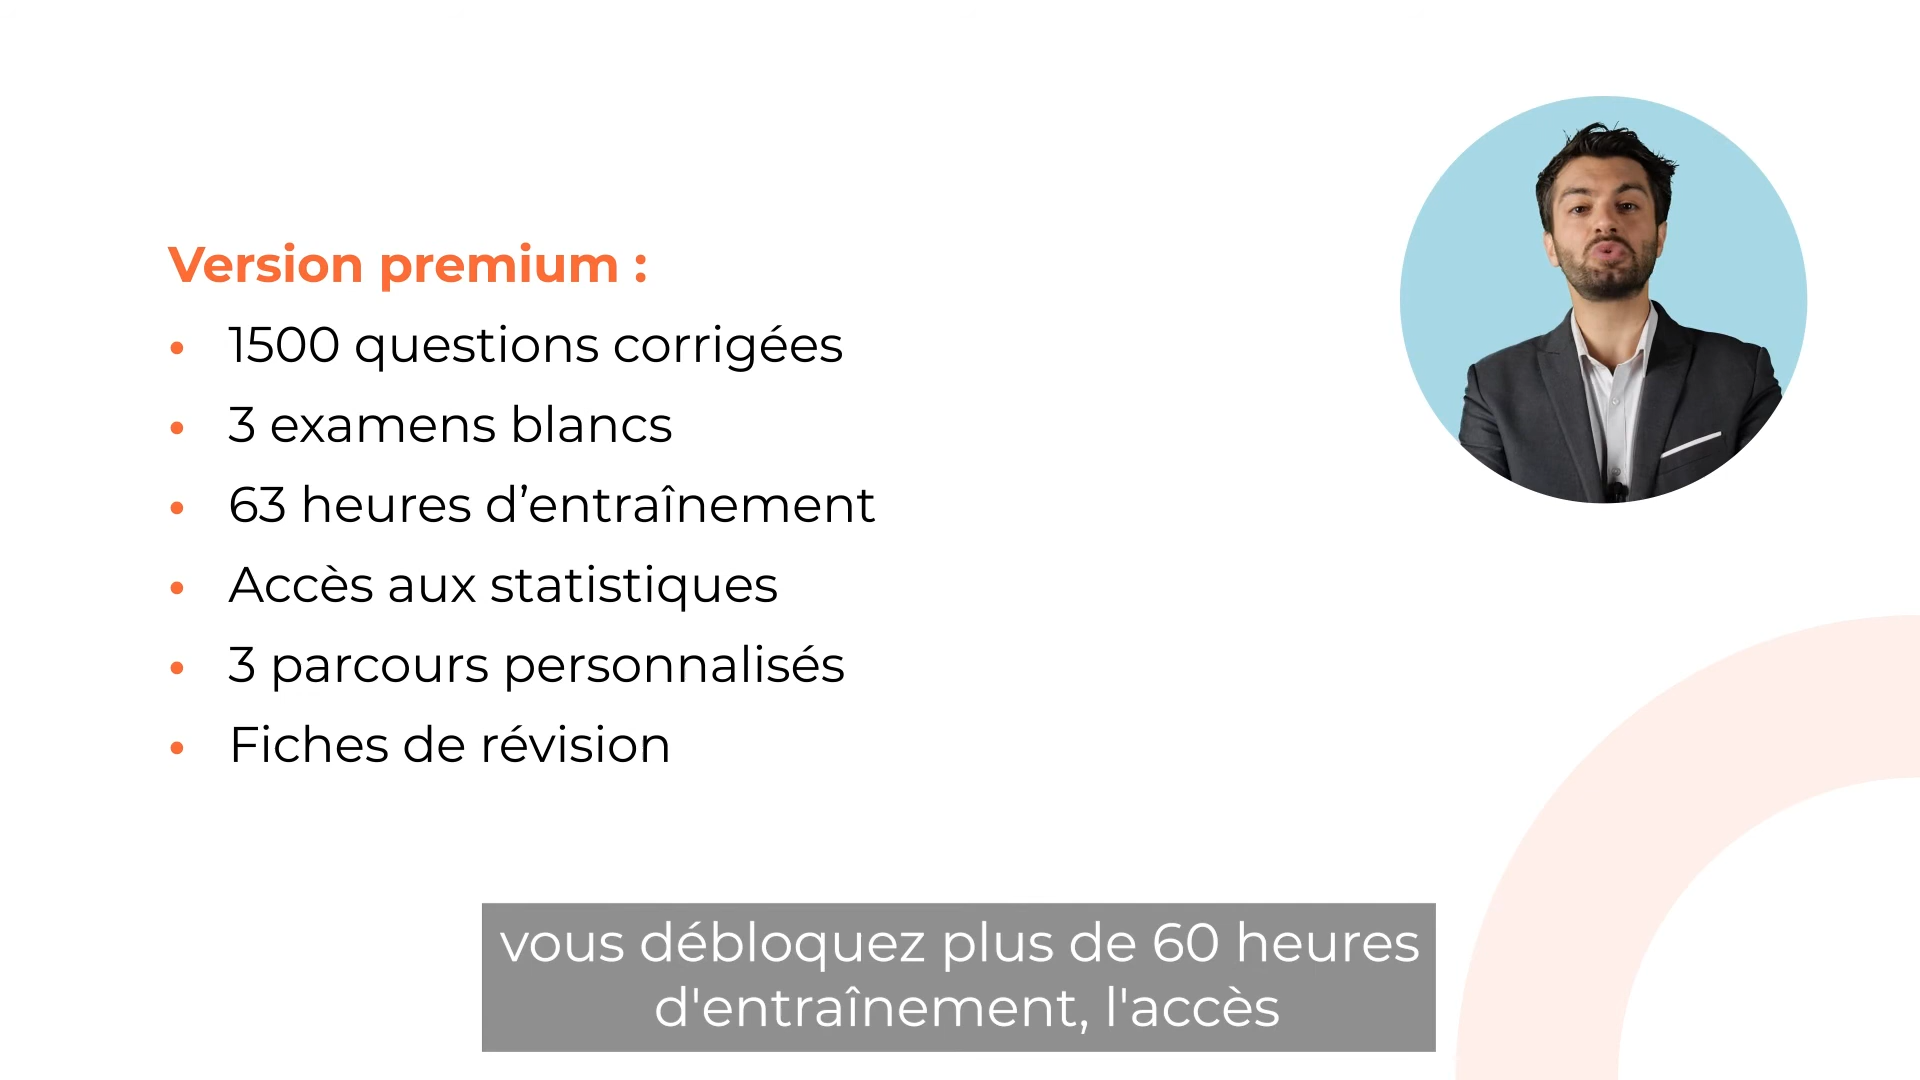 Version premium :
• 1500 questions corrigées
• 3 examens blancs
• 63 heures d’entraînement
• Accès aux statistiques
• 3 parcours personnalisés
• Fiches de révision
vous débloquez plus de 60 heures
d'entraînement, l'accès